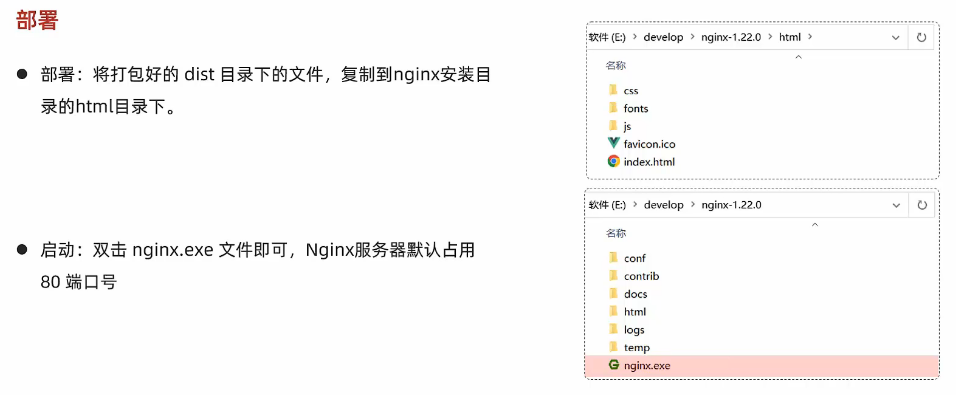 部署
● 部署：将打包好的 dist 目录下的文件，复制到nginx安装目
录的html目录下。
软件 (E:) > develop > nginx-1.22.0 > html >
名称
css
fonts
js
favicon.ico
index.html
● 启动：双击 nginx.exe 文件即可，Nginx服务器默认占用
80 端口号
软件 (E:) > develop > nginx-1.22.0
名称
conf
contrib
docs
html
logs
temp
nginx.exe